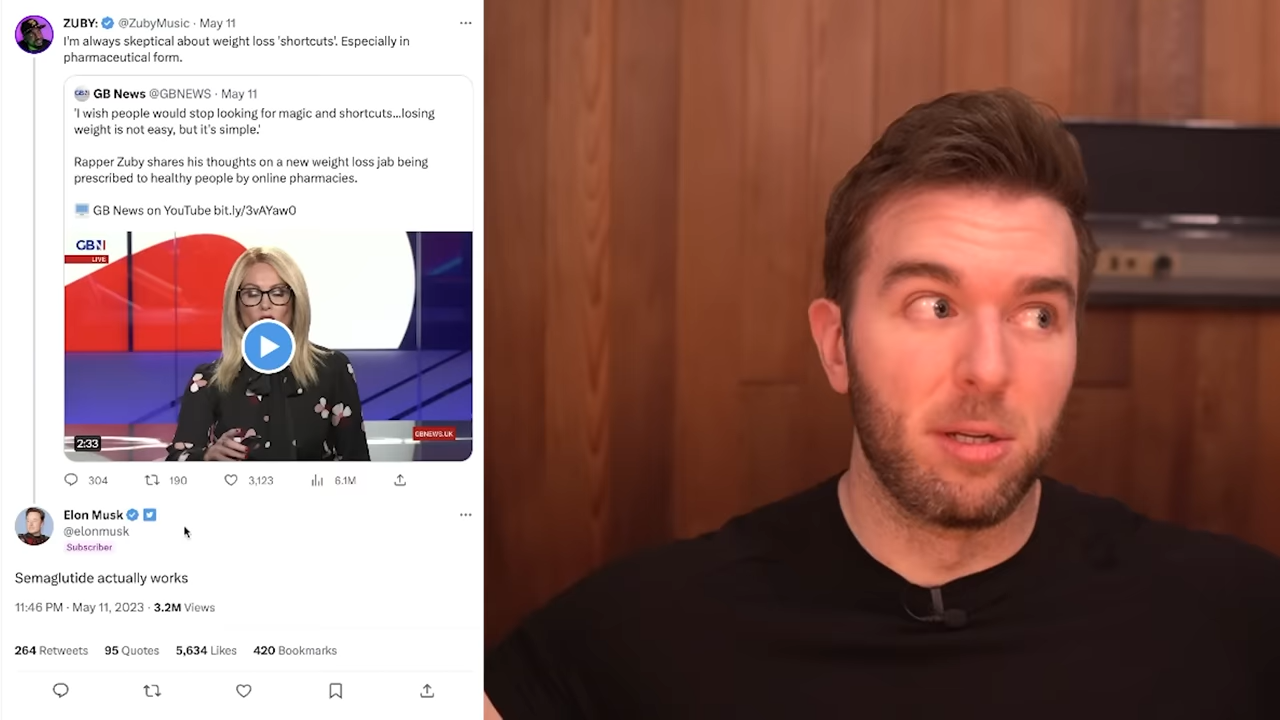 ZUBY: @ZubyMusic · May 11
I'm always skeptical about weight loss 'shortcuts'. Especially in
pharmaceutical form.
GB News @GBNEWS · May 11
'I wish people would stop looking for magic and shortcuts...losing
weight is not easy, but it's simple.'
Rapper Zuby shares his thoughts on a new weight loss jab being
prescribed to healthy people by online pharmacies.
GB News on YouTube bit.ly/3vAYaw0
GBN
LIVE
GBNEWS.UK
2:33
304 190 3,123 6.1M
Elon Musk
@elonmusk
Subscriber
Semaglutide actually works
11:46 PM · May 11, 2023 · 3.2M Views
264 Retweets 95 Quotes 5,634 Likes 420 Bookmarks